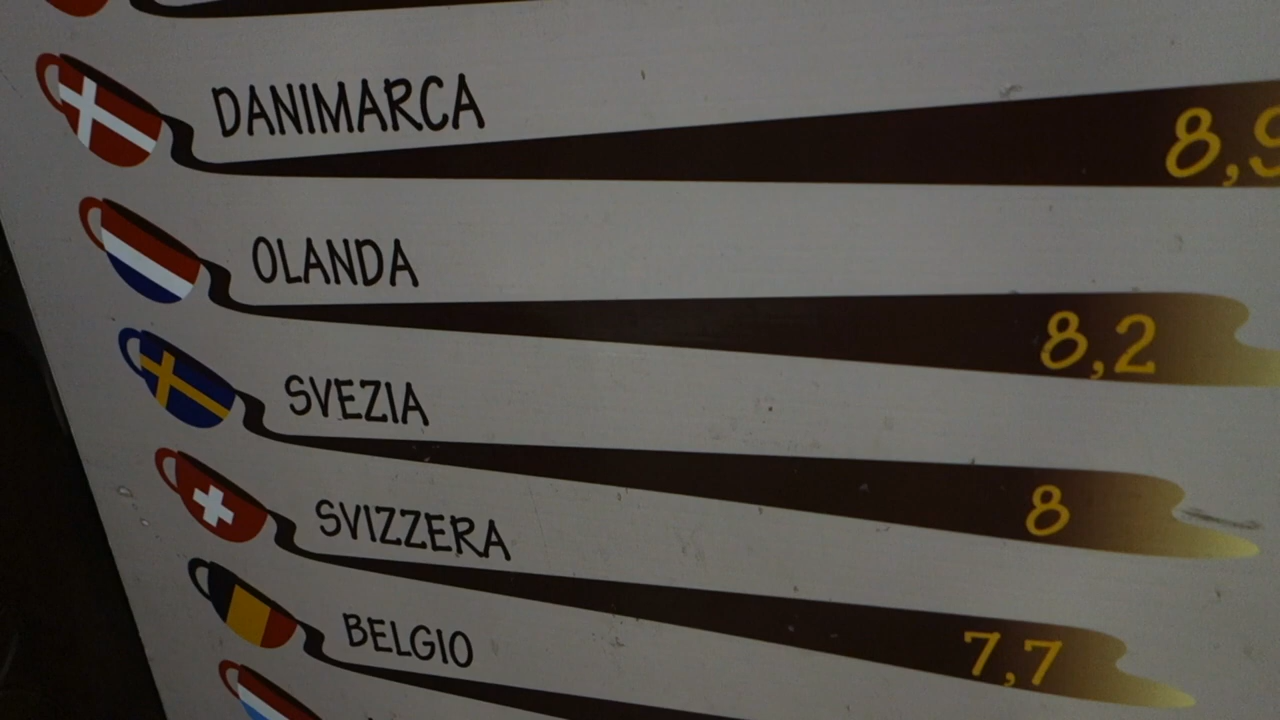 DANIMARCA
8,9
OLANDA
8,2
SVEZIA
8
SVIZZERA
7,7
BELGIO